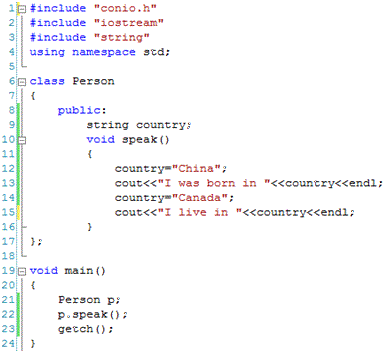 1 #include "conio.h"
2 #include "iostream"
3 #include "string"
4 using namespace std;
5
6 class Person
7 {
8     public:
9         string country;
10         void speak()
11         {
12             country="China";
13             cout<<"I was born in "<<country<<endl;
14             country="Canada";
15             cout<<"I live in "<<country<<endl;
16         }
17 };
18
19 void main()
20 {
21     Person p;
22     p.speak();
23     getch();
24 }